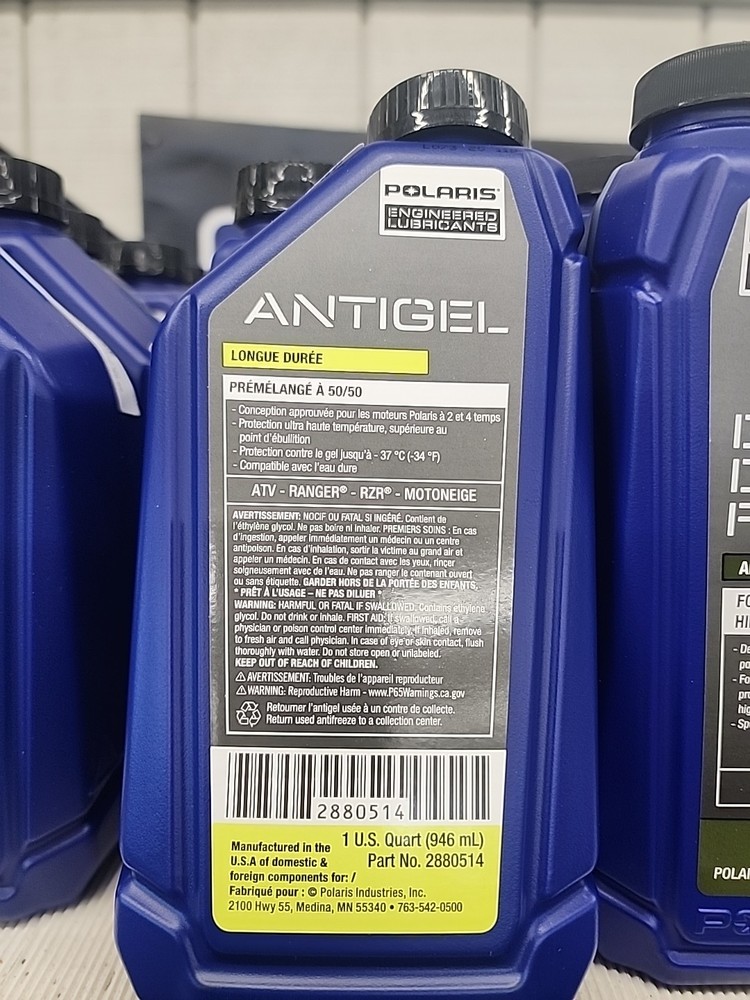 POLARIS
ENGINEERED
LUBRICANTS
ANTIGEL
LONGUE DURÉE
PRÉMÉLANGÉ À 50/50
- Conception approuvée pour les moteurs Polaris à 2 et 4 temps
- Protection ultra haute température, supérieure au
point d'ébullition
- Protection contre le gel jusqu'à - 37 °C (-34 °F)
- Compatible avec l'eau dure
ATV - RANGER® - RZR® - MOTONEIGE
AVERTISSEMENT: NOCIF OU FATAL SI INGÉRÉ. Contient de
l'éthylène glycol. Ne pas boire ni inhaler. PREMIERS SOINS : En cas
d'ingestion, appeler immédiatement un médecin ou un centre
antipoison. En cas d'inhalation, sortir la victime au grand air et
appeler un médecin. En cas de contact avec les yeux, rinçer
soigneusement avec de l'eau. Ne pas ranger le contenant ouvert
ou sans étiquette. GARDER HORS DE LA PORTÉE DES ENFANTS.
* PRÊT À L'USAGE – NE PAS DILUER *
WARNING: HARMFUL OR FATAL IF SWALLOWED. Contains ethylene
glycol. Do not drink or inhale. FIRST AID: If swallowed, call a
physician or poison control center immediately. If inhaled, remove
to fresh air and call physician. In case of eye or skin contact, flush
thoroughly with water. Do not store open or unlabeled.
KEEP OUT OF REACH OF CHILDREN.
AVERTISSEMENT: Troubles de l'appareil reproducteur
WARNING: Reproductive Harm - www.P65Warnings.ca.gov
Retourner l'antigel usée à un contre de collecte.
Return used antifreeze to a collection center.
2880514
1 U.S. Quart (946 mL)
Part No. 2880514
Manufactured in the
U.S.A of domestic &
foreign components for: /
Fabriqué pour : © Polaris Industries, Inc.
2100 Hwy 55, Medina, MN 55340 • 763-542-0500
POLAR